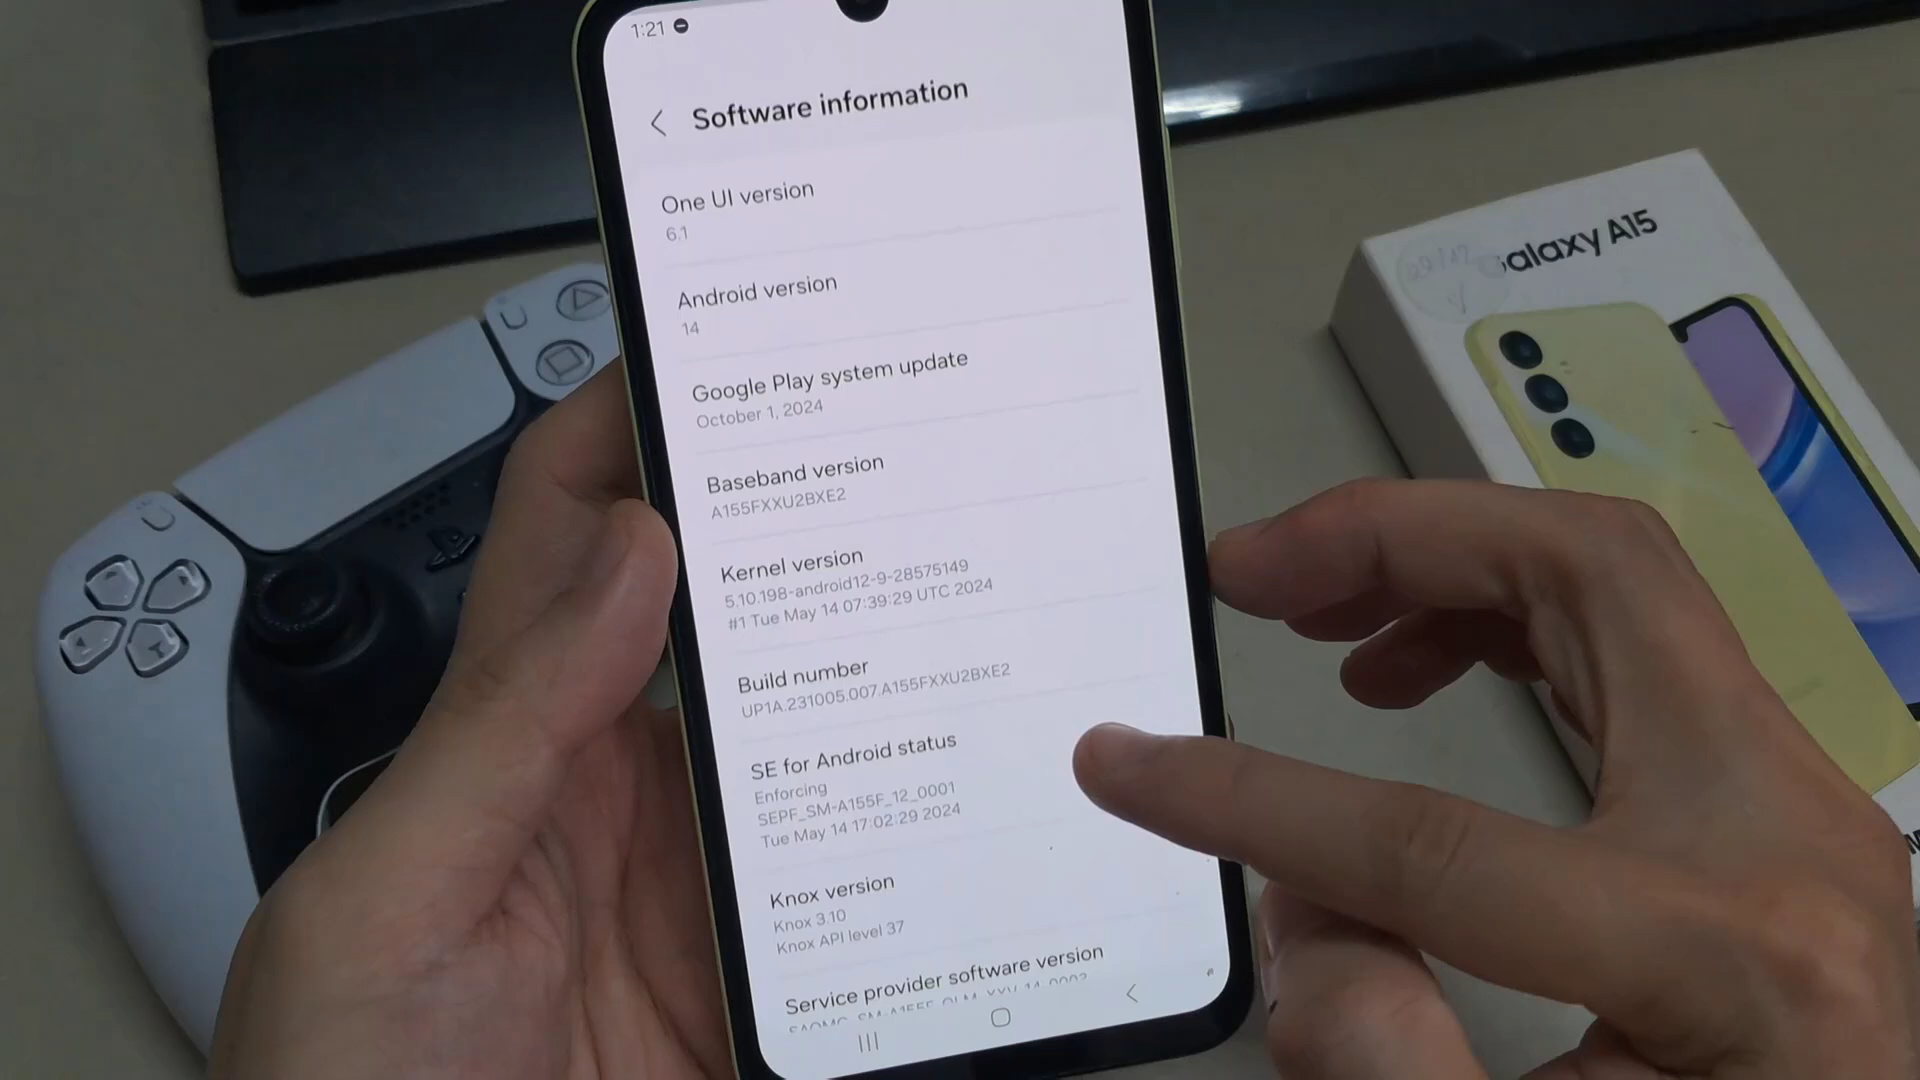 1:21
Software information
One UI version
6.1
Android version
14
Google Play system update
October 1, 2024
Baseband version
A155FXXU2BXE2
Kernel version
5.10.198-android12-9-28575149
#1 Tue May 14 07:39:29 UTC 2024
Build number
UP1A.231005.007.A155FXXU2BXE2
SE for Android status
Enforcing
SEPF_SM-A155F_12_0001
Tue May 14 17:02:29 2024
Knox version
Knox 3.10
Knox API level 37
Service provider software version
Galaxy A15